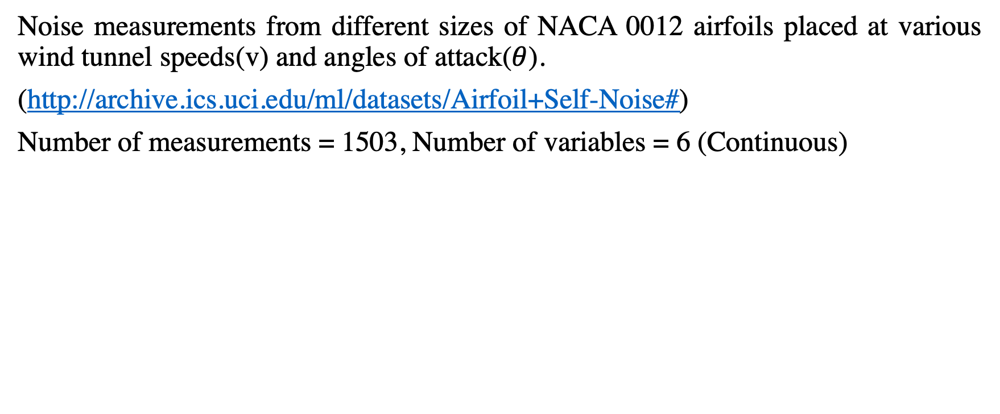 Noise measurements from different sizes of NACA 0012 airfoils placed at various
wind tunnel speeds(v) and angles of attack(θ).
(http://archive.ics.uci.edu/ml/datasets/Airfoil+Self-Noise#)
Number of measurements = 1503, Number of variables = 6 (Continuous)